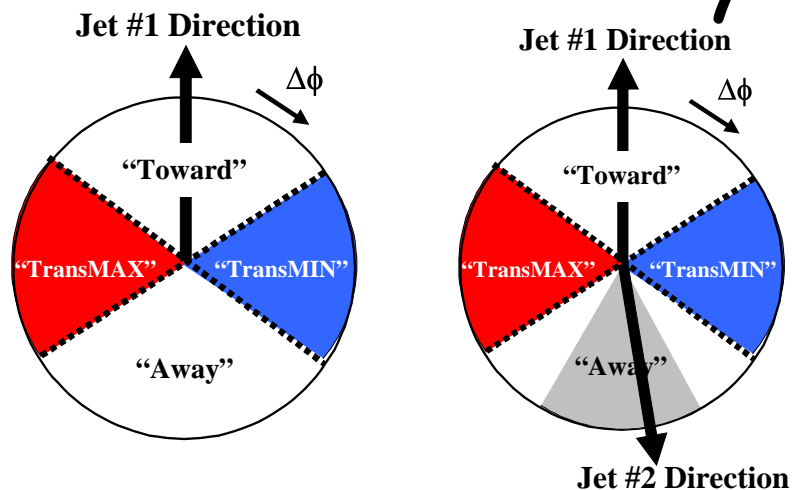 Jet #1 Direction
Δϕ
“Toward”
“TransMAX” “TransMIN”
“Away”
Jet #1 Direction
Δϕ
“Toward”
“TransMAX” “TransMIN”
“Away”
Jet #2 Direction